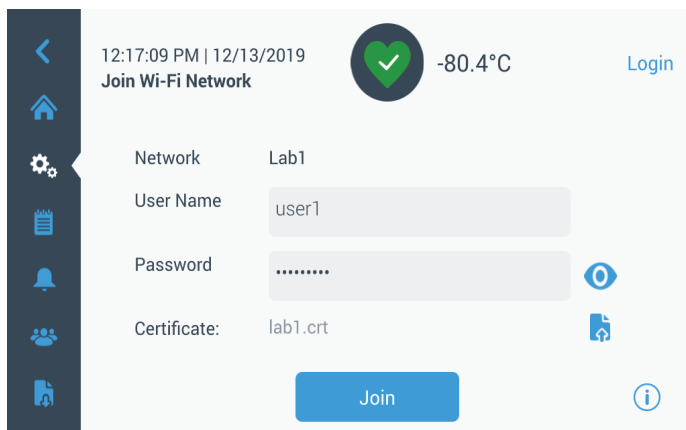 12:17:09 PM | 12/13/2019
Join Wi-Fi Network
-80.4°C
Login
Network Lab1
User Name user1
Password •••••••••
Certificate: lab1.crt
Join